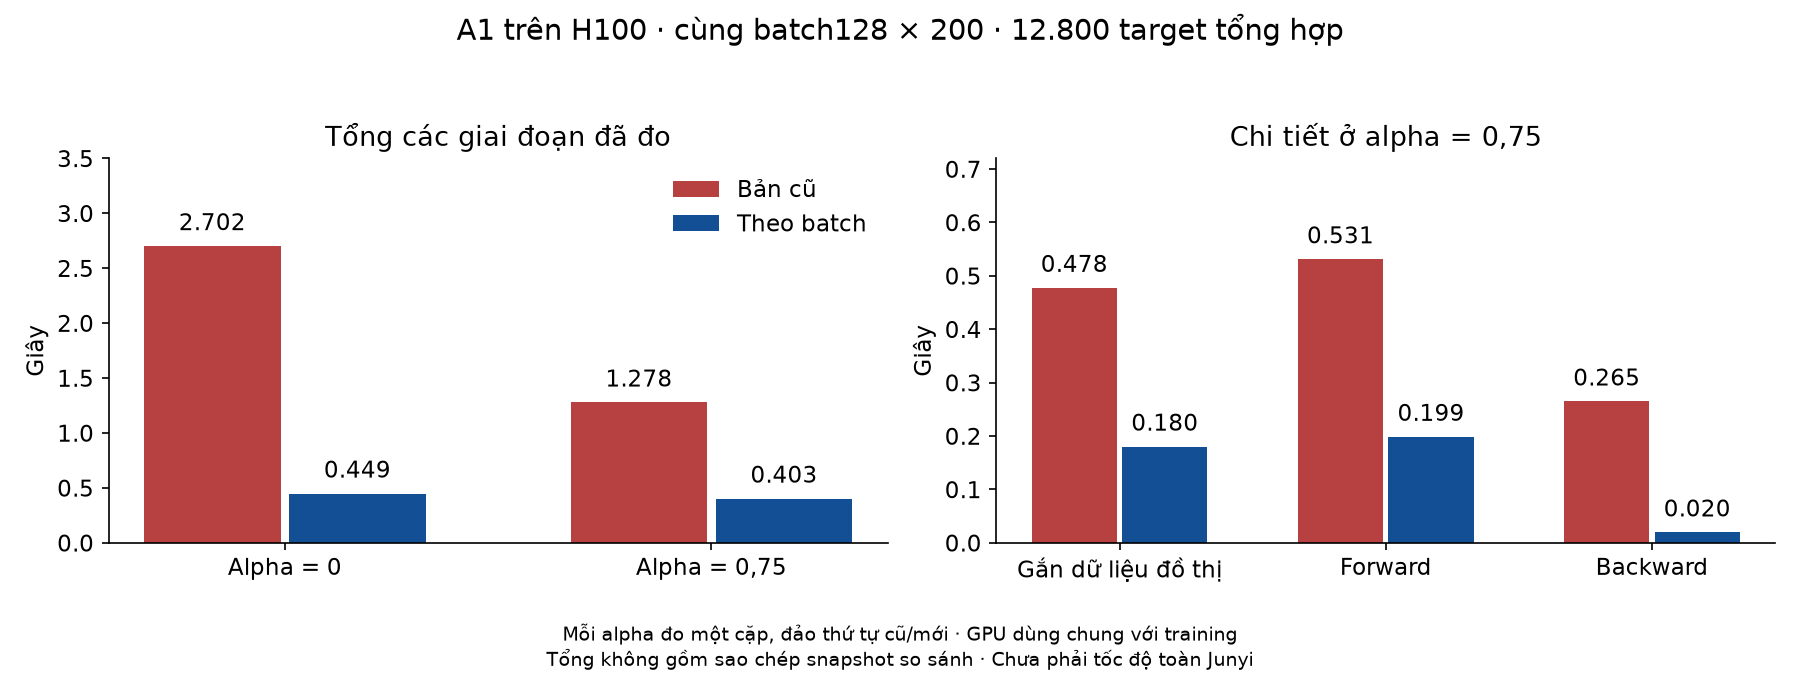 A1 trên H100 · cùng batch128 × 200 · 12.800 target tổng hợp
Tổng các giai đoạn đã đo
Giây
3.5
3.0
2.5
2.0
1.5
1.0
0.5
0.0
Bản cũ
Theo batch
2.702
0.449
1.278
0.403
Alpha = 0
Alpha = 0,75
Chi tiết ở alpha = 0,75
Giây
0.7
0.6
0.5
0.4
0.3
0.2
0.1
0.0
0.478
0.180
0.531
0.199
0.265
0.020
Gắn dữ liệu đồ thị
Forward
Backward
Mỗi alpha đo một cặp, đảo thứ tự cũ/mới · GPU dùng chung với training
Tổng không gồm sao chép snapshot so sánh · Chưa phải tốc độ toàn Junyi